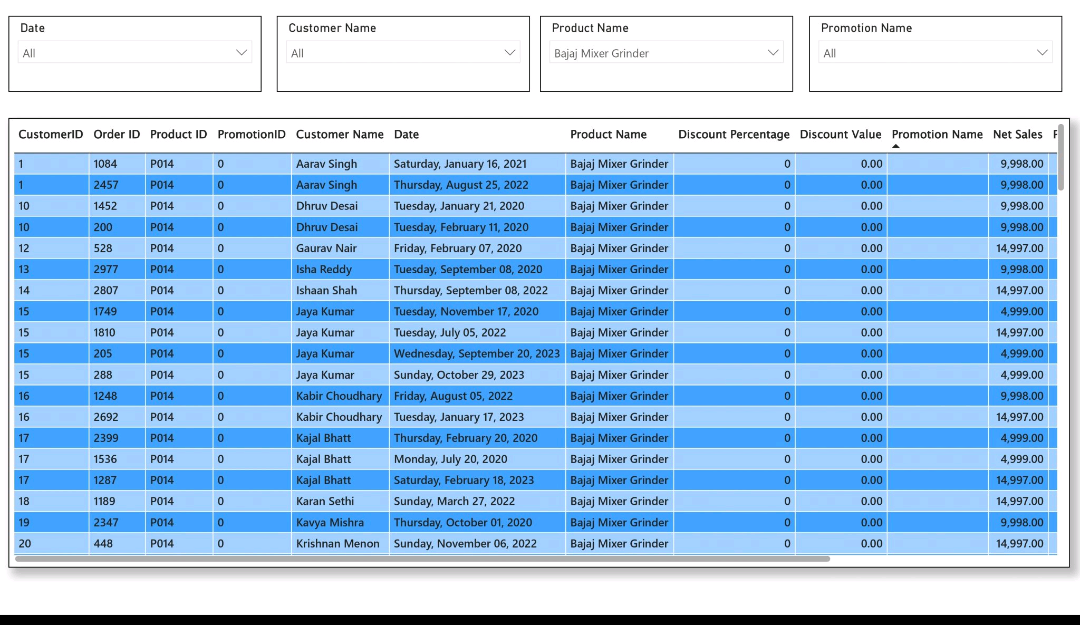 Date Customer Name Product Name Promotion Name
All All Bajaj Mixer Grinder All
CustomerID Order ID Product ID PromotionID Customer Name Date Product Name Discount Percentage Discount Value Promotion Name Net Sales
1 1084 P014 0 Aarav Singh Saturday, January 16, 2021 Bajaj Mixer Grinder 0 0.00 9,998.00
1 2457 P014 0 Aarav Singh Thursday, August 25, 2022 Bajaj Mixer Grinder 0 0.00 9,998.00
10 1452 P014 0 Dhruv Desai Tuesday, January 21, 2020 Bajaj Mixer Grinder 0 0.00 9,998.00
10 200 P014 0 Dhruv Desai Tuesday, February 11, 2020 Bajaj Mixer Grinder 0 0.00 9,998.00
12 528 P014 0 Gaurav Nair Friday, February 07, 2020 Bajaj Mixer Grinder 0 0.00 14,997.00
13 2977 P014 0 Isha Reddy Tuesday, September 08, 2020 Bajaj Mixer Grinder 0 0.00 9,998.00
14 2807 P014 0 Ishaan Shah Thursday, September 08, 2022 Bajaj Mixer Grinder 0 0.00 14,997.00
15 1749 P014 0 Jaya Kumar Tuesday, November 17, 2020 Bajaj Mixer Grinder 0 0.00 4,999.00
15 1810 P014 0 Jaya Kumar Tuesday, July 05, 2022 Bajaj Mixer Grinder 0 0.00 14,997.00
15 205 P014 0 Jaya Kumar Wednesday, September 20, 2023 Bajaj Mixer Grinder 0 0.00 4,999.00
15 288 P014 0 Jaya Kumar Sunday, October 29, 2023 Bajaj Mixer Grinder 0 0.00 4,999.00
16 1248 P014 0 Kabir Choudhary Friday, August 05, 2022 Bajaj Mixer Grinder 0 0.00 9,998.00
16 2692 P014 0 Kabir Choudhary Tuesday, January 17, 2023 Bajaj Mixer Grinder 0 0.00 14,997.00
17 2399 P014 0 Kajal Bhatt Thursday, February 20, 2020 Bajaj Mixer Grinder 0 0.00 4,999.00
17 1536 P014 0 Kajal Bhatt Monday, July 20, 2020 Bajaj Mixer Grinder 0 0.00 4,999.00
17 1287 P014 0 Kajal Bhatt Saturday, February 18, 2023 Bajaj Mixer Grinder 0 0.00 14,997.00
18 1189 P014 0 Karan Sethi Sunday, March 27, 2022 Bajaj Mixer Grinder 0 0.00 14,997.00
19 2347 P014 0 Kavya Mishra Thursday, October 01, 2020 Bajaj Mixer Grinder 0 0.00 9,998.00
20 448 P014 0 Krishnan Menon Sunday, November 06, 2022 Bajaj Mixer Grinder 0 0.00 14,997.00